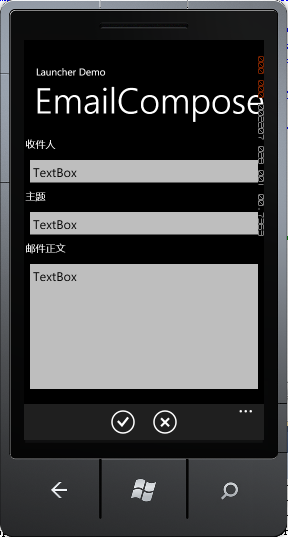 Launcher Demo
EmailCompose
收件人
TextBox
主题
TextBox
邮件正文
TextBox